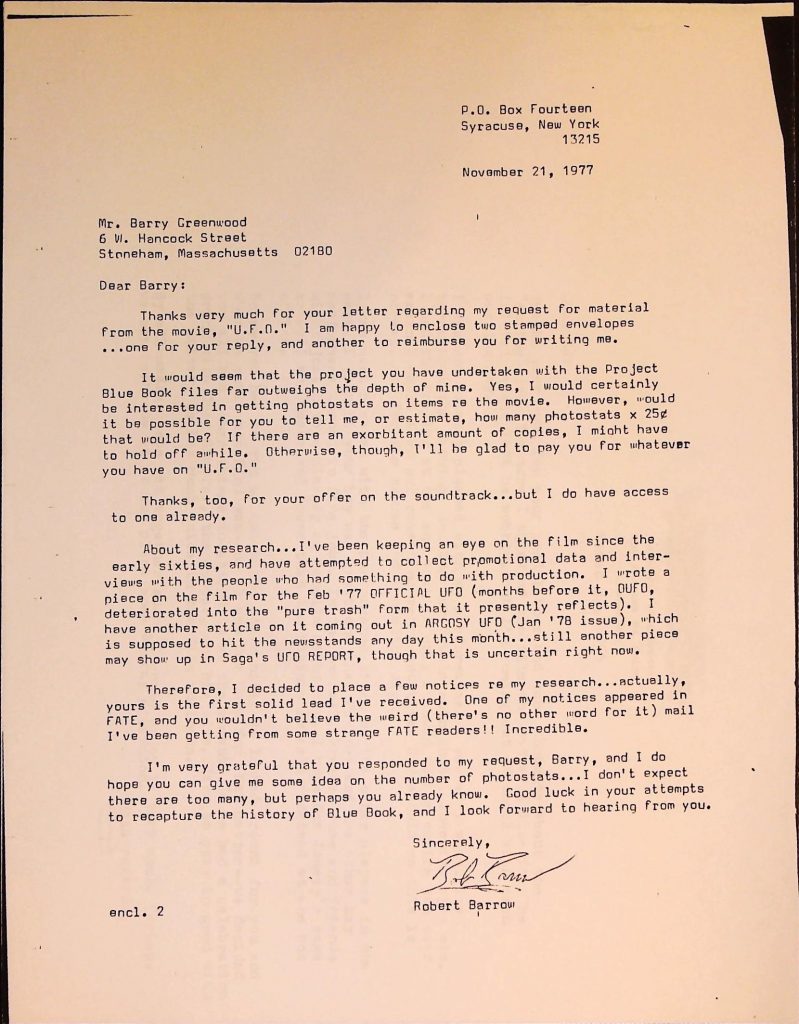 P.O. Box Fourteen
Syracuse, New York
13215
November 21, 1977
Mr. Barry Greenwood
6 W. Hancock Street
Stoneham, Massachusetts 02180
Dear Barry:
Thanks very much for your letter regarding my request for material
from the movie, "U.F.O." I am happy to enclose two stamped envelopes
...one for your reply, and another to reimburse you for writing me.
It would seem that the project you have undertaken with the Project
Blue Book files far outweighs the depth of mine. Yes, I would certainly
be interested in getting photostats on items re the movie. However, would
it be possible for you to tell me, or estimate, how many photostats x 25¢
that would be? If there are an exorbitant amount of copies, I might have
to hold off awhile. Otherwise, though, I'll be glad to pay you for whatever
you have on "U.F.O."
Thanks, too, for your offer on the soundtrack...but I do have access
to one already.
About my research...I've been keeping an eye on the film since the
early sixties, and have attempted to collect promotional data and inter-
views with the people who had something to do with production. I wrote a
piece on the film for the Feb '77 OFFICIAL UFO (months before it, OUFO,
deteriorated into the "pure trash" form that it presently reflects). I
have another article on it coming out in ARGOSY UFO (Jan '78 issue), which
is supposed to hit the newsstands any day this month...still another piece
may show up in Saga's UFO REPORT, though that is uncertain right now.
Therefore, I decided to place a few notices re my research...actually,
yours is the first solid lead I've received. One of my notices appeared in
FATE, and you wouldn't believe the weird (there's no other word for it) mail
I've been getting from some strange FATE readers!! Incredible.
I'm very grateful that you responded to my request, Barry, and I do
hope you can give me some idea on the number of photostats...I don't expect
there are too many, but perhaps you already know. Good luck in your attempts
to recapture the history of Blue Book, and I look forward to hearing from you.
Sincerely,
Bob Barrow
Robert Barrow
encl. 2